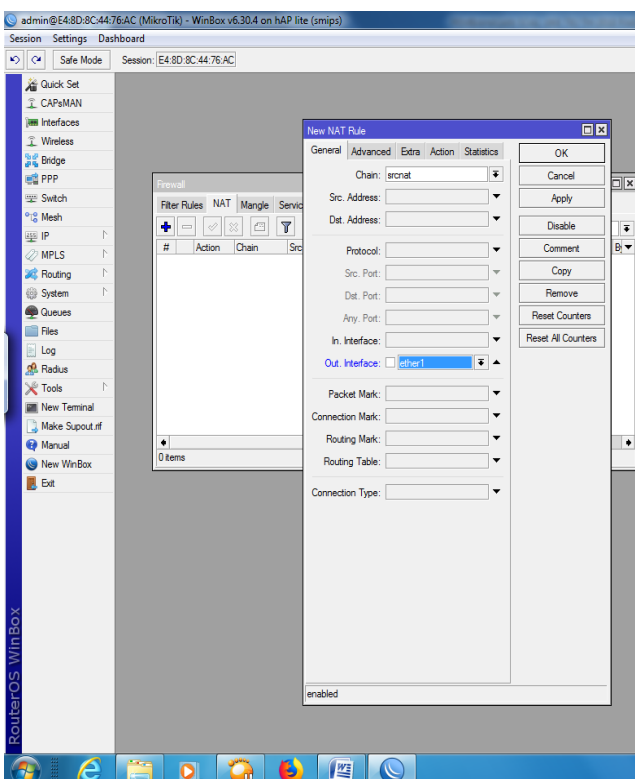 admin@E4:8D:8C:44:76:AC (MikroTik) - WinBox v6.30.4 on hAP lite (smips)
Session Settings Dashboard
Safe Mode Session: E4:8D:8C:44:76:AC
Quick Set
CAPsMAN
Interfaces
Wireless
Bridge
PPP
Switch
Mesh
IP
MPLS
Routing
System
Queues
Files
Log
Radius
Tools
New Terminal
Make Supout.rif
Manual
New WinBox
Exit
RouterOS WinBox
Firewall
Filter Rules NAT Mangle Servic
# Action Chain Src
0 items
New NAT Rule
General Advanced Extra Action Statistics
Chain: srcnat
Src. Address:
Dst. Address:
Protocol:
Src. Port:
Dst. Port:
Any. Port:
In. Interface:
Out. Interface: ether1
Packet Mark:
Connection Mark:
Routing Mark:
Routing Table:
Connection Type:
enabled
OK
Cancel
Apply
Disable
Comment
Copy
Remove
Reset Counters
Reset All Counters